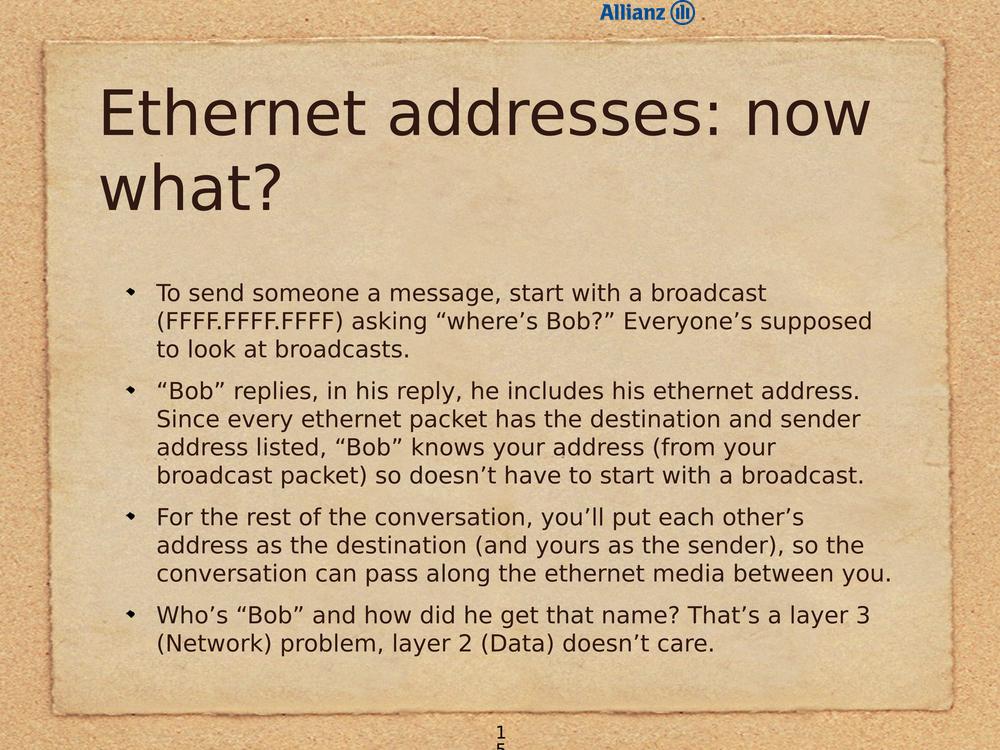 Allianz
Ethernet addresses: now
what?
To send someone a message, start with a broadcast
(FFFF.FFFF.FFFF) asking “where’s Bob?” Everyone’s supposed
to look at broadcasts.
“Bob” replies, in his reply, he includes his ethernet address.
Since every ethernet packet has the destination and sender
address listed, “Bob” knows your address (from your
broadcast packet) so doesn’t have to start with a broadcast.
For the rest of the conversation, you’ll put each other’s
address as the destination (and yours as the sender), so the
conversation can pass along the ethernet media between you.
Who’s “Bob” and how did he get that name? That’s a layer 3
(Network) problem, layer 2 (Data) doesn’t care.
1
5